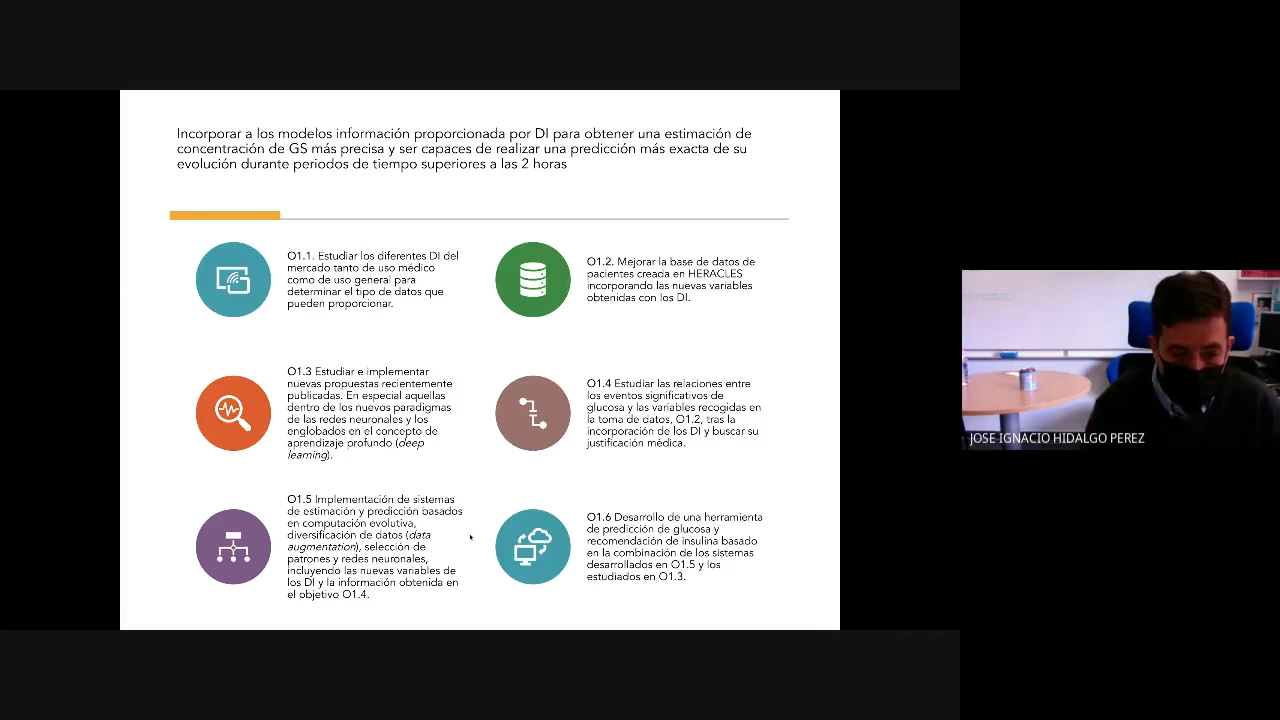 Incorporar a los modelos información proporcionada por DI para obtener una estimación de
concentración de GS más precisa y ser capaces de realizar una predicción más exacta de su
evolución durante periodos de tiempo superiores a las 2 horas
O1.1. Estudiar los diferentes DI del
mercado tanto de uso médico
como de uso general para
determinar el tipo de datos que
pueden proporcionar.
O1.2. Mejorar la base de datos de
pacientes creada en HERACLES
incorporando las nuevas variables
obtenidas con los DI.
O1.3 Estudiar e implementar
nuevas propuestas recientemente
publicadas. En especial aquellas
dentro de los nuevos paradigmas
de las redes neuronales y los
englobados en el concepto de
aprendizaje profundo (deep
learning).
O1.4 Estudiar las relaciones entre
los eventos significativos de
glucosa y las variables recogidas en
la toma de datos, O1.2, tras la
incorporación de los DI y buscar su
justificación médica.
O1.5 Implementación de sistemas
de estimación y predicción basados
en computación evolutiva,
diversificación de datos (data
augmentation), selección de
patrones y redes neuronales,
incluyendo las nuevas variables de
los DI y la información obtenida en
el objetivo O1.4.
O1.6 Desarrollo de una herramienta
de predicción de glucosa y
recomendación de insulina basado
en la combinación de los sistemas
desarrollados en O1.5 y los
estudiados en O1.3.
JOSE IGNACIO HIDALGO PEREZ